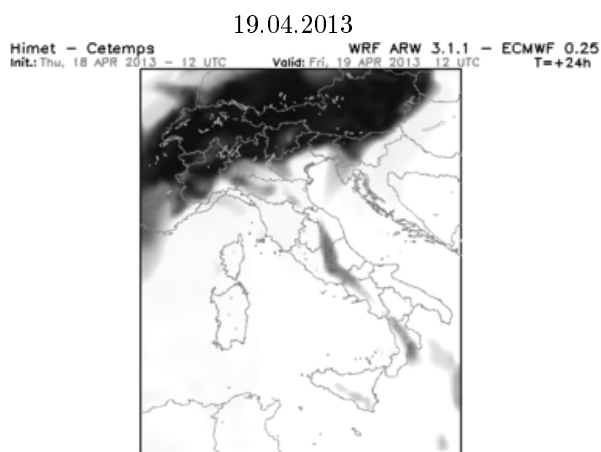 19.04.2013
Himet – Cetemps WRF ARW 3.1.1 – ECMWF 0.25
Init.: Thu, 18 APR 2013 – 12 UTC Valid: Fri, 19 APR 2013 12 UTC T=+24h